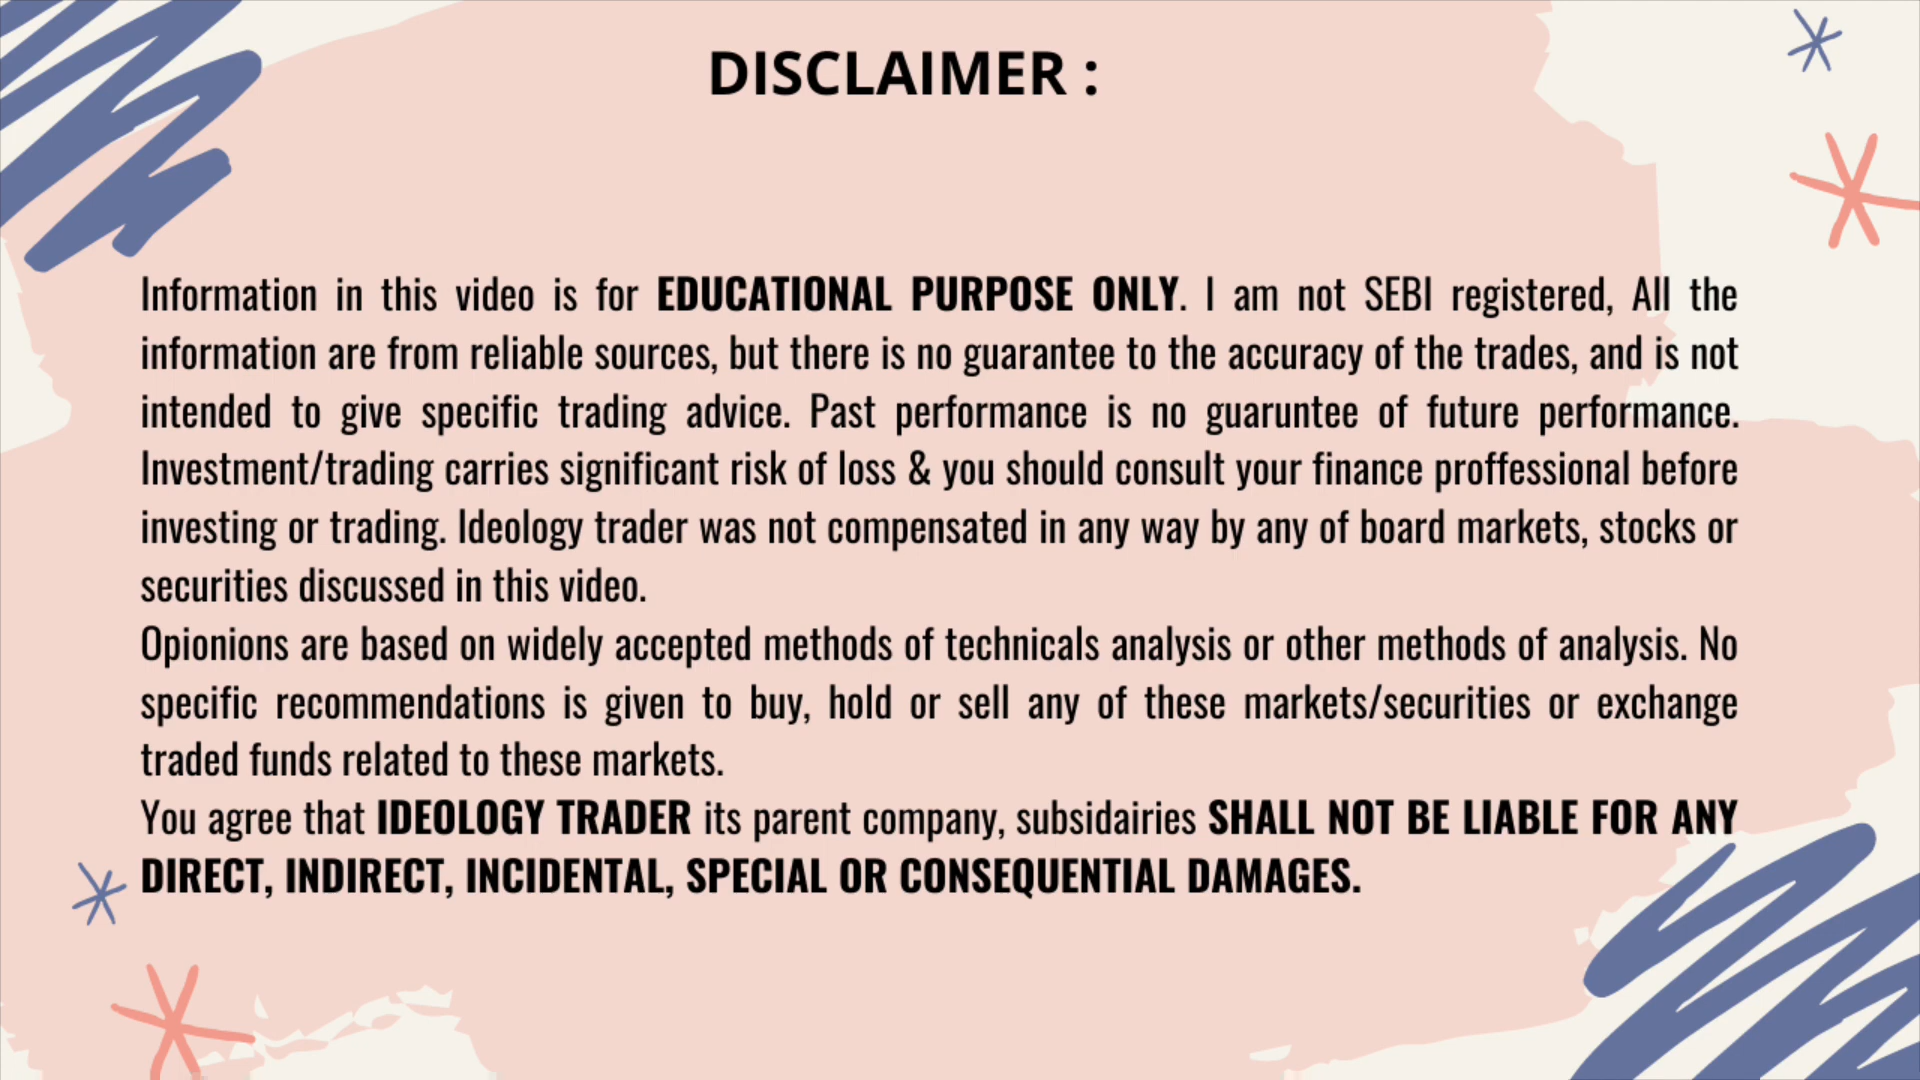 DISCLAIMER :
Information in this video is for EDUCATIONAL PURPOSE ONLY. I am not SEBI registered, All the
information are from reliable sources, but there is no guarantee to the accuracy of the trades, and is not
intended to give specific trading advice. Past performance is no guaruntee of future performance.
Investment/trading carries significant risk of loss & you should consult your finance proffessional before
investing or trading. Ideology trader was not compensated in any way by any of board markets, stocks or
securities discussed in this video.
Opionions are based on widely accepted methods of technicals analysis or other methods of analysis. No
specific recommendations is given to buy, hold or sell any of these markets/securities or exchange
traded funds related to these markets.
You agree that IDEOLOGY TRADER its parent company, subsidairies SHALL NOT BE LIABLE FOR ANY
DIRECT, INDIRECT, INCIDENTAL, SPECIAL OR CONSEQUENTIAL DAMAGES.